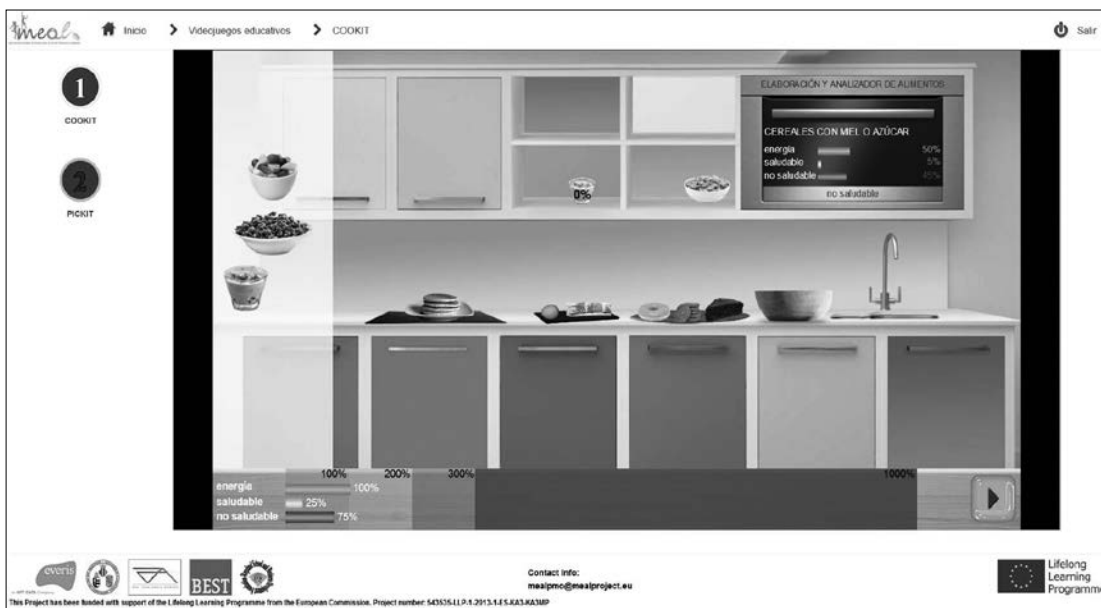 meals
Inicio
Videojuegos educativos
COOKIT
Salir
1
COOKIT
2
PICKIT
ELABORACIÓN Y ANALIZADOR DE ALIMENTOS
CEREALES CON MEL O AZÚCAR
energía 50%
saludable 5%
no saludable 45%
no saludable
0%
100% 200% 300% 1000%
energía 100%
saludable 25%
no saludable 75%
everis
BEST
Contact Info:
mealpmc@mealproject.eu
Lifelong
Learning
Programme
This Project has been funded with support of the Lifelong Learning Programme from the European Commission. Project number: 543535-LLP-1-2013-1-ES-KA3-KA3MP